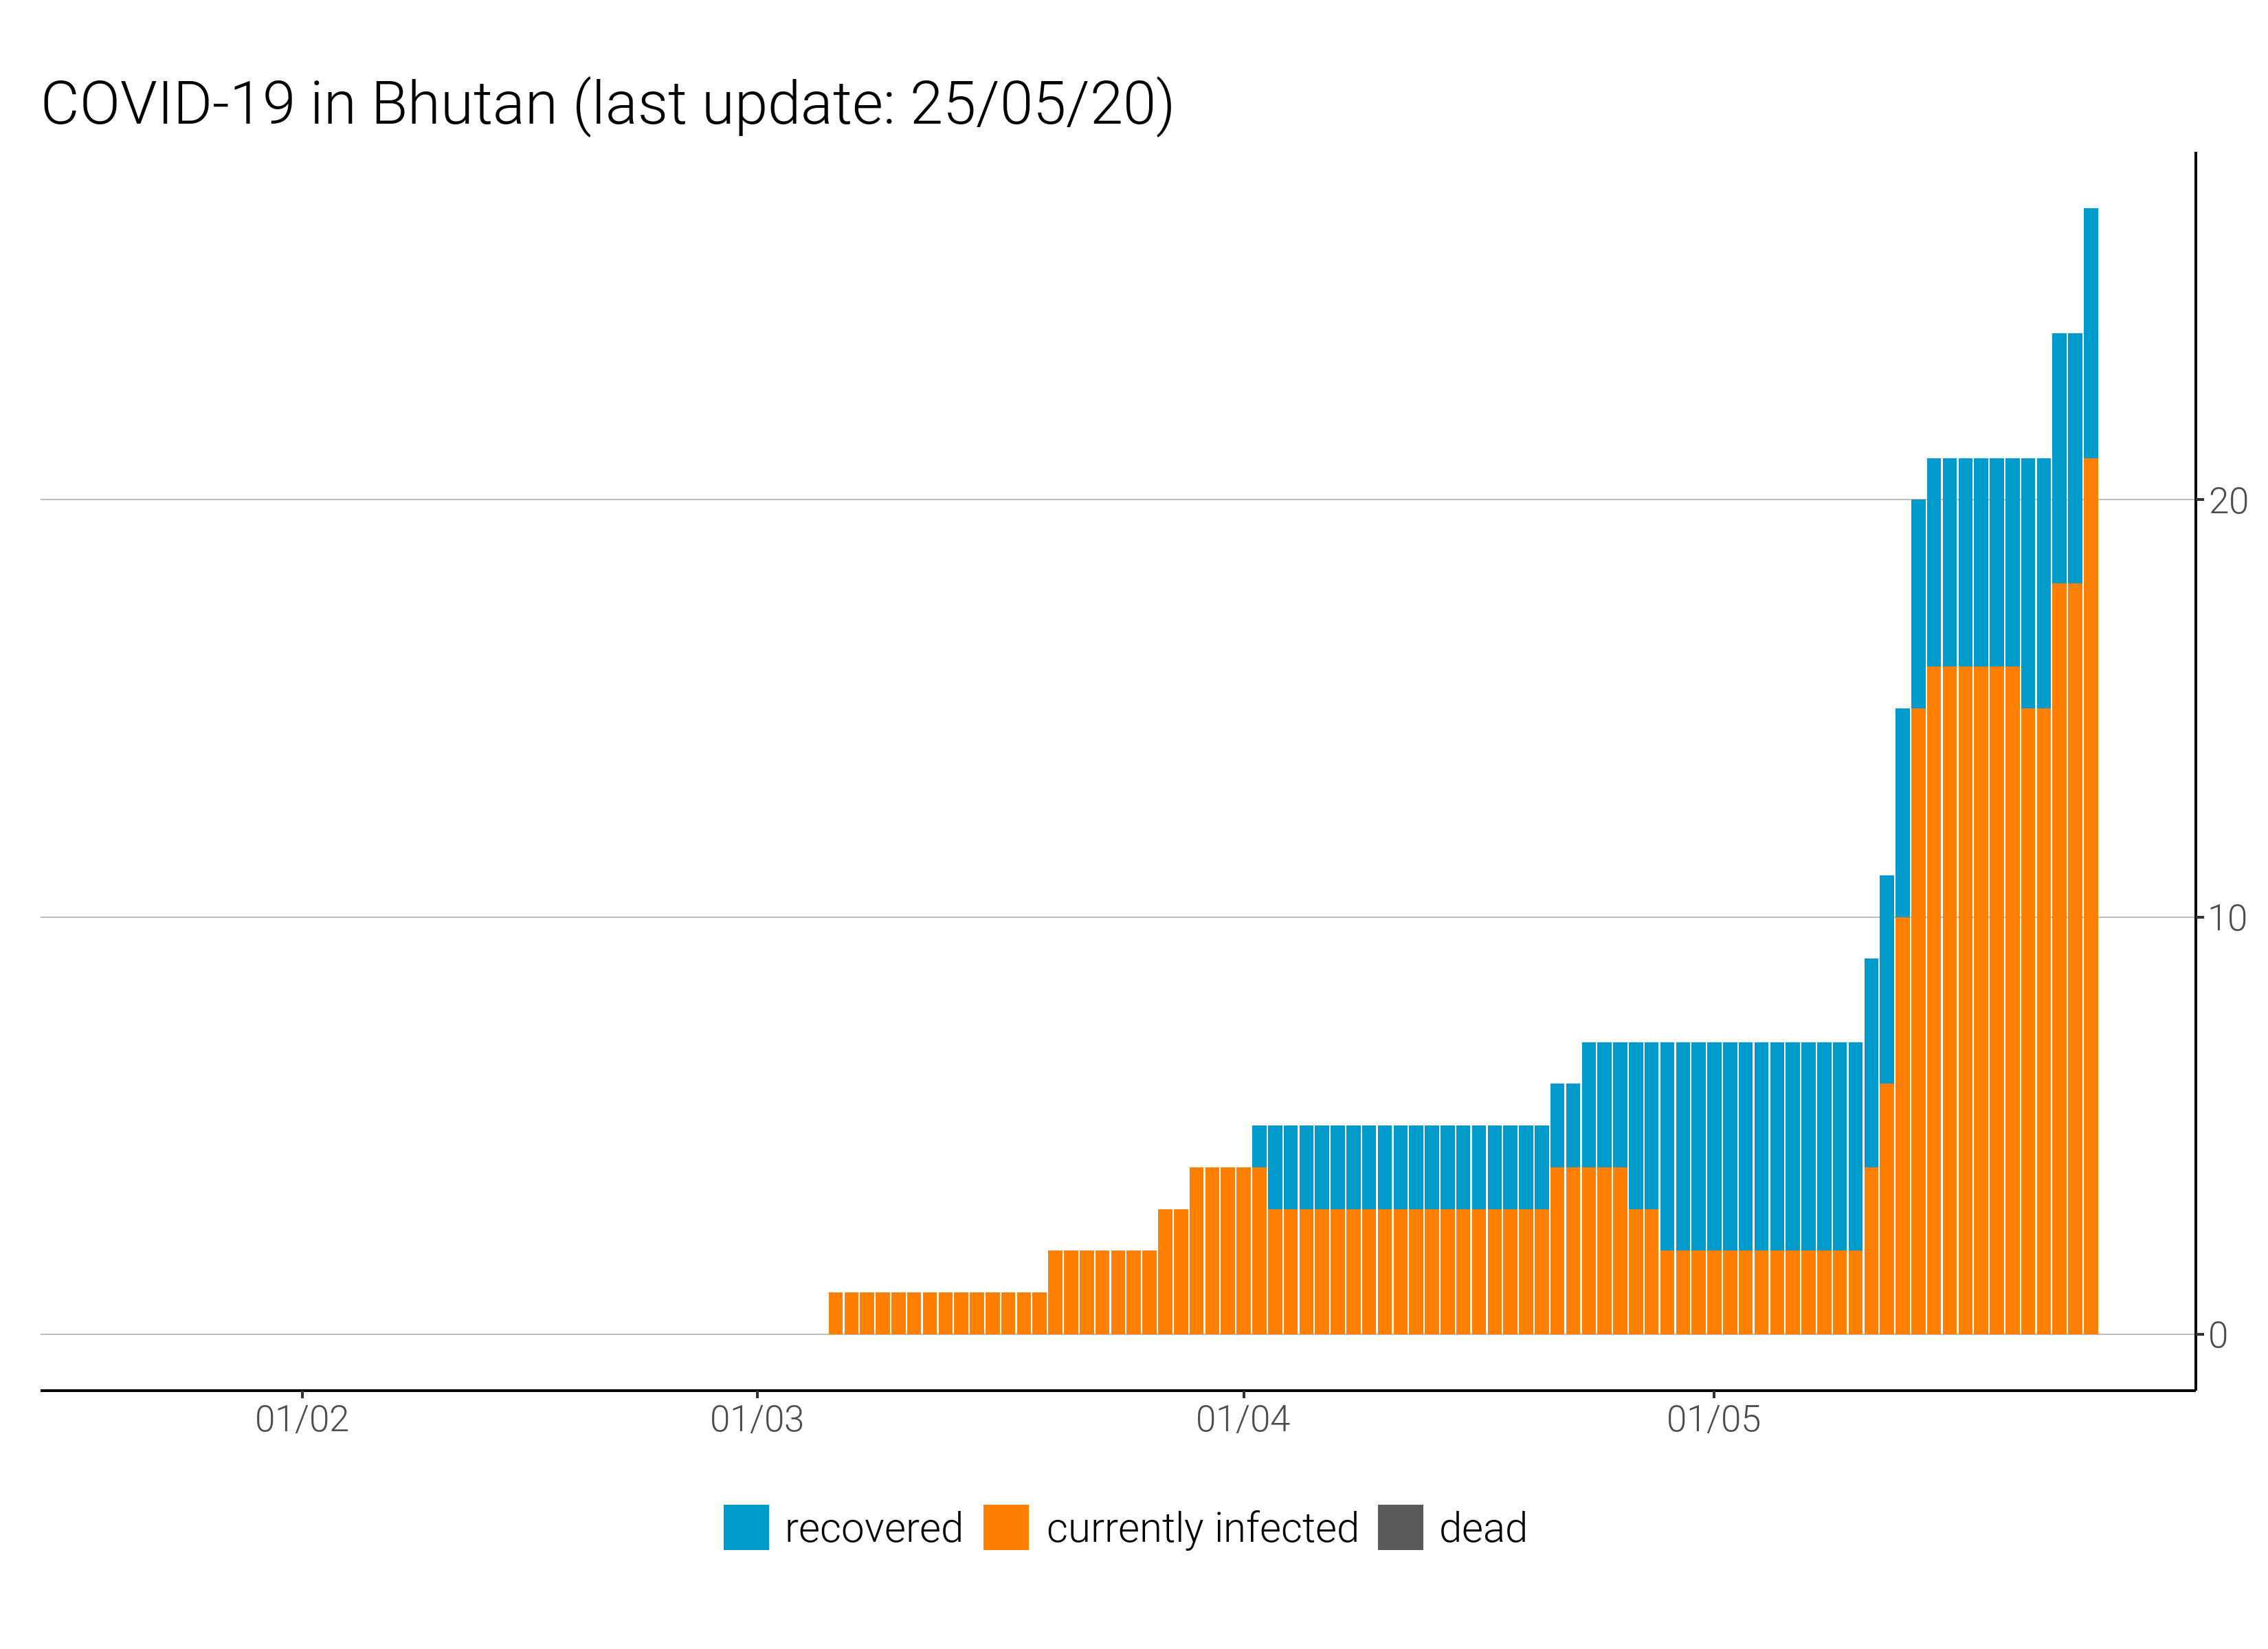 COVID-19 in Bhutan (last update: 25/05/20)
20
10
0
01/02 01/03 01/04 01/05
recovered currently infected dead